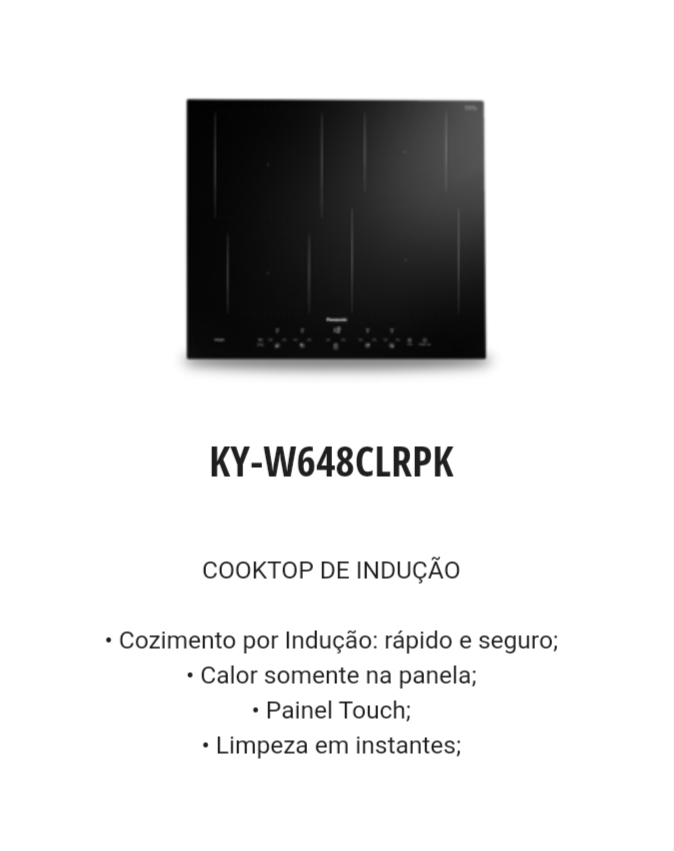 Panasonic
KY-W648CLRPK
COOKTOP DE INDUÇÃO
• Cozimento por Indução: rápido e seguro;
• Calor somente na panela;
• Painel Touch;
• Limpeza em instantes;